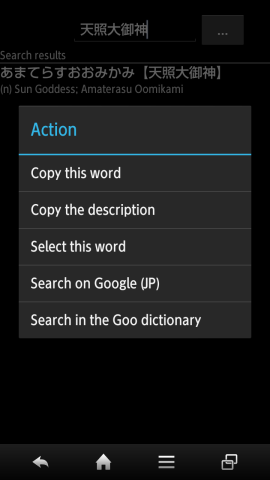 天照大御神
...
Search results
あまてらすおおみかみ【天照大御神】
(n) Sun Goddess; Amaterasu Oomikami
Action
Copy this word
Copy the description
Select this word
Search on Google (JP)
Search in the Goo dictionary